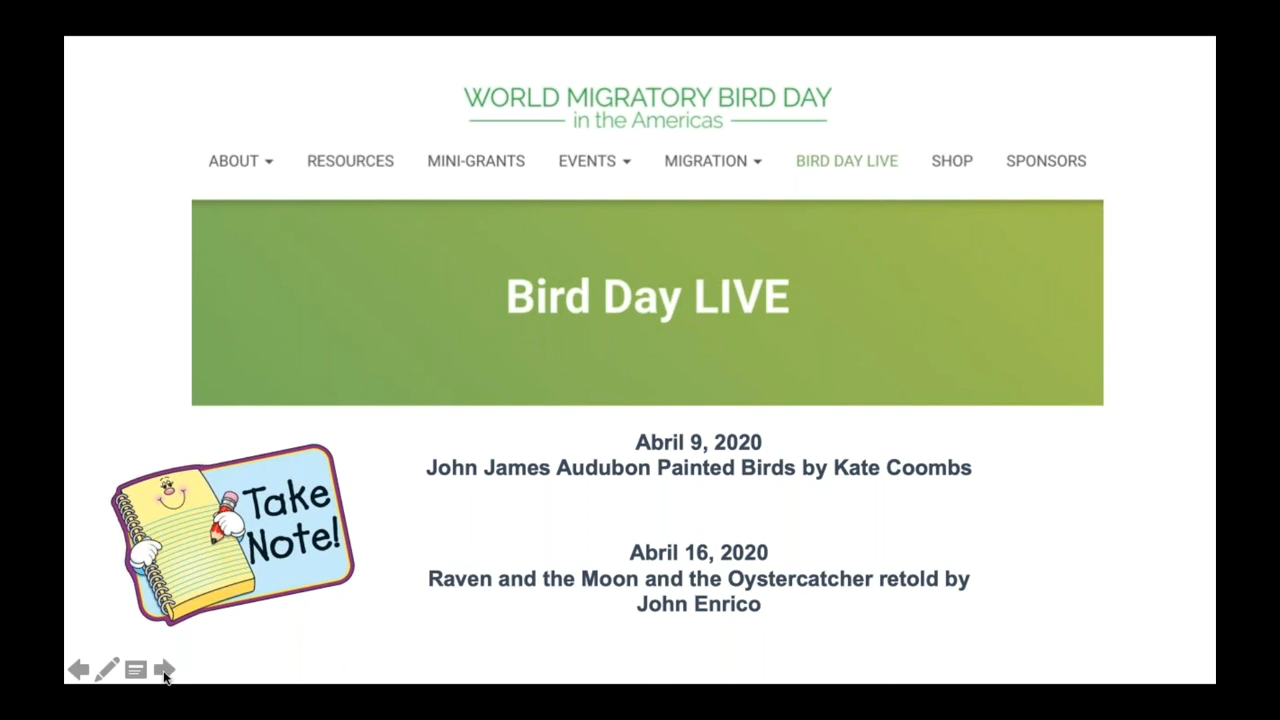 WORLD MIGRATORY BIRD DAY
in the Americas
ABOUT RESOURCES MINI-GRANTS EVENTS MIGRATION BIRD DAY LIVE SHOP SPONSORS
Bird Day LIVE
Abril 9, 2020
John James Audubon Painted Birds by Kate Coombs
Take
Note!
Abril 16, 2020
Raven and the Moon and the Oystercatcher retold by
John Enrico